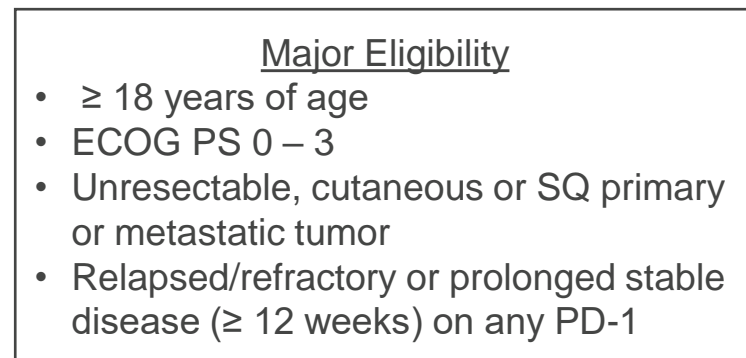 Major Eligibility
• ≥ 18 years of age
• ECOG PS 0 – 3
• Unresectable, cutaneous or SQ primary
or metastatic tumor
• Relapsed/refractory or prolonged stable
disease (≥ 12 weeks) on any PD-1